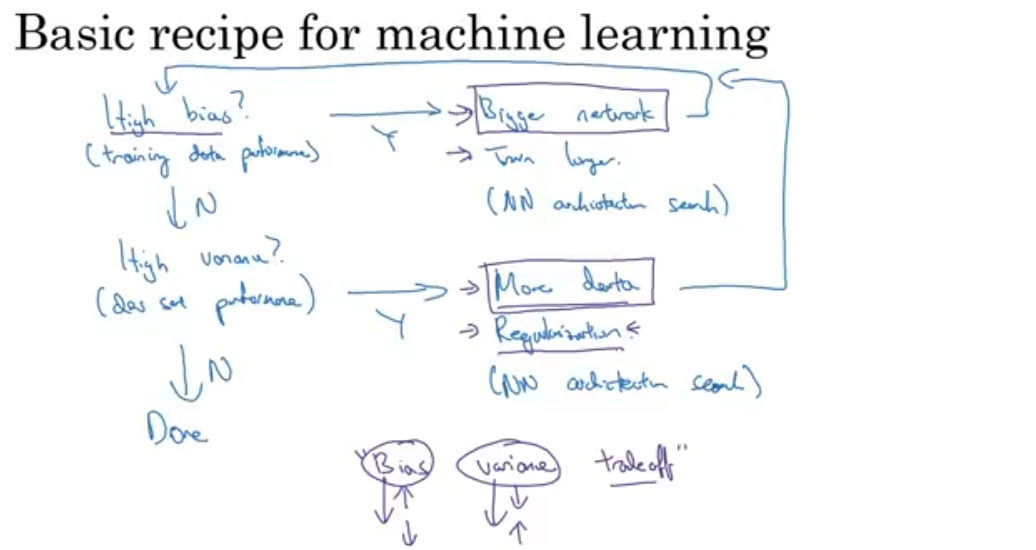 Basic recipe for machine learning
High bias?
(training data performance)
Y
Bigger network
Train longer.
(NN architecture search)
N
High variance?
(dev set performance)
Y
More data
Regularization
(NN architecture search)
N
Done
"Bias variance tradeoff"